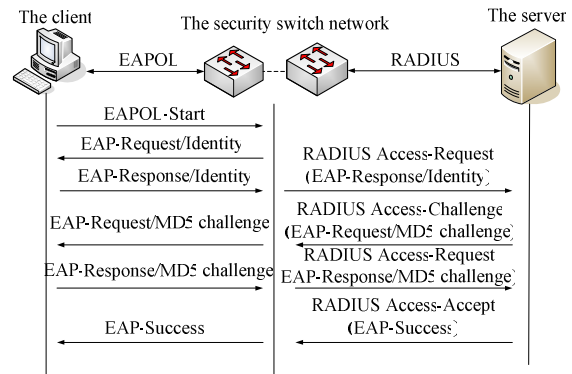 The client
The security switch network
The server
EAPOL
RADIUS
EAPOL-Start
EAP-Request/Identity
RADIUS Access-Request
EAP-Response/Identity
(EAP-Response/Identity)
EAP-Request/MD5 challenge
RADIUS Access-Challenge
(EAP-Request/MD5 challenge)
RADIUS Access-Request
EAP-Response/MD5 challenge
EAP-Response/MD5 challenge)
RADIUS Access-Accept
EAP-Success
(EAP-Success)